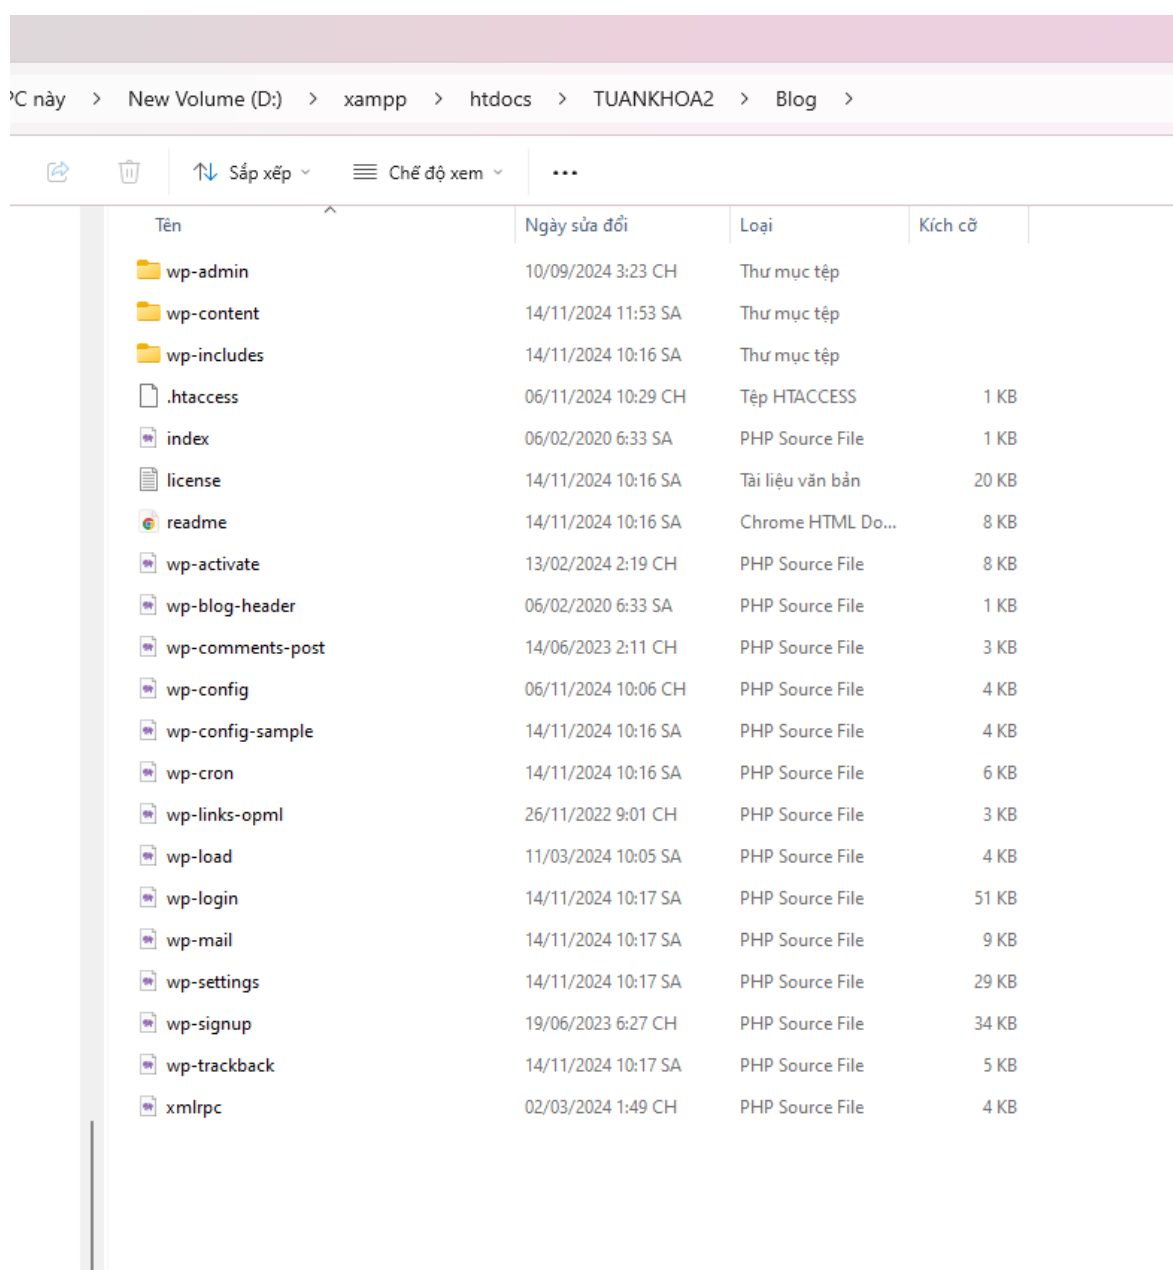 PC này > New Volume (D:) > xampp > htdocs > TUANKHOA2 > Blog >
Sắp xếp Chế độ xem ...
Tên Ngày sửa đổi Loại Kích cỡ
wp-admin 10/09/2024 3:23 CH Thư mục tệp
wp-content 14/11/2024 11:53 SA Thư mục tệp
wp-includes 14/11/2024 10:16 SA Thư mục tệp
.htaccess 06/11/2024 10:29 CH Tệp HTACCESS 1 KB
index 06/02/2020 6:33 SA PHP Source File 1 KB
license 14/11/2024 10:16 SA Tài liệu văn bản 20 KB
readme 14/11/2024 10:16 SA Chrome HTML Do... 8 KB
wp-activate 13/02/2024 2:19 CH PHP Source File 8 KB
wp-blog-header 06/02/2020 6:33 SA PHP Source File 1 KB
wp-comments-post 14/06/2023 2:11 CH PHP Source File 3 KB
wp-config 06/11/2024 10:06 CH PHP Source File 4 KB
wp-config-sample 14/11/2024 10:16 SA PHP Source File 4 KB
wp-cron 14/11/2024 10:16 SA PHP Source File 6 KB
wp-links-opml 26/11/2022 9:01 CH PHP Source File 3 KB
wp-load 11/03/2024 10:05 SA PHP Source File 4 KB
wp-login 14/11/2024 10:17 SA PHP Source File 51 KB
wp-mail 14/11/2024 10:17 SA PHP Source File 9 KB
wp-settings 14/11/2024 10:17 SA PHP Source File 29 KB
wp-signup 19/06/2023 6:27 CH PHP Source File 34 KB
wp-trackback 14/11/2024 10:17 SA PHP Source File 5 KB
xmlrpc 02/03/2024 1:49 CH PHP Source File 4 KB